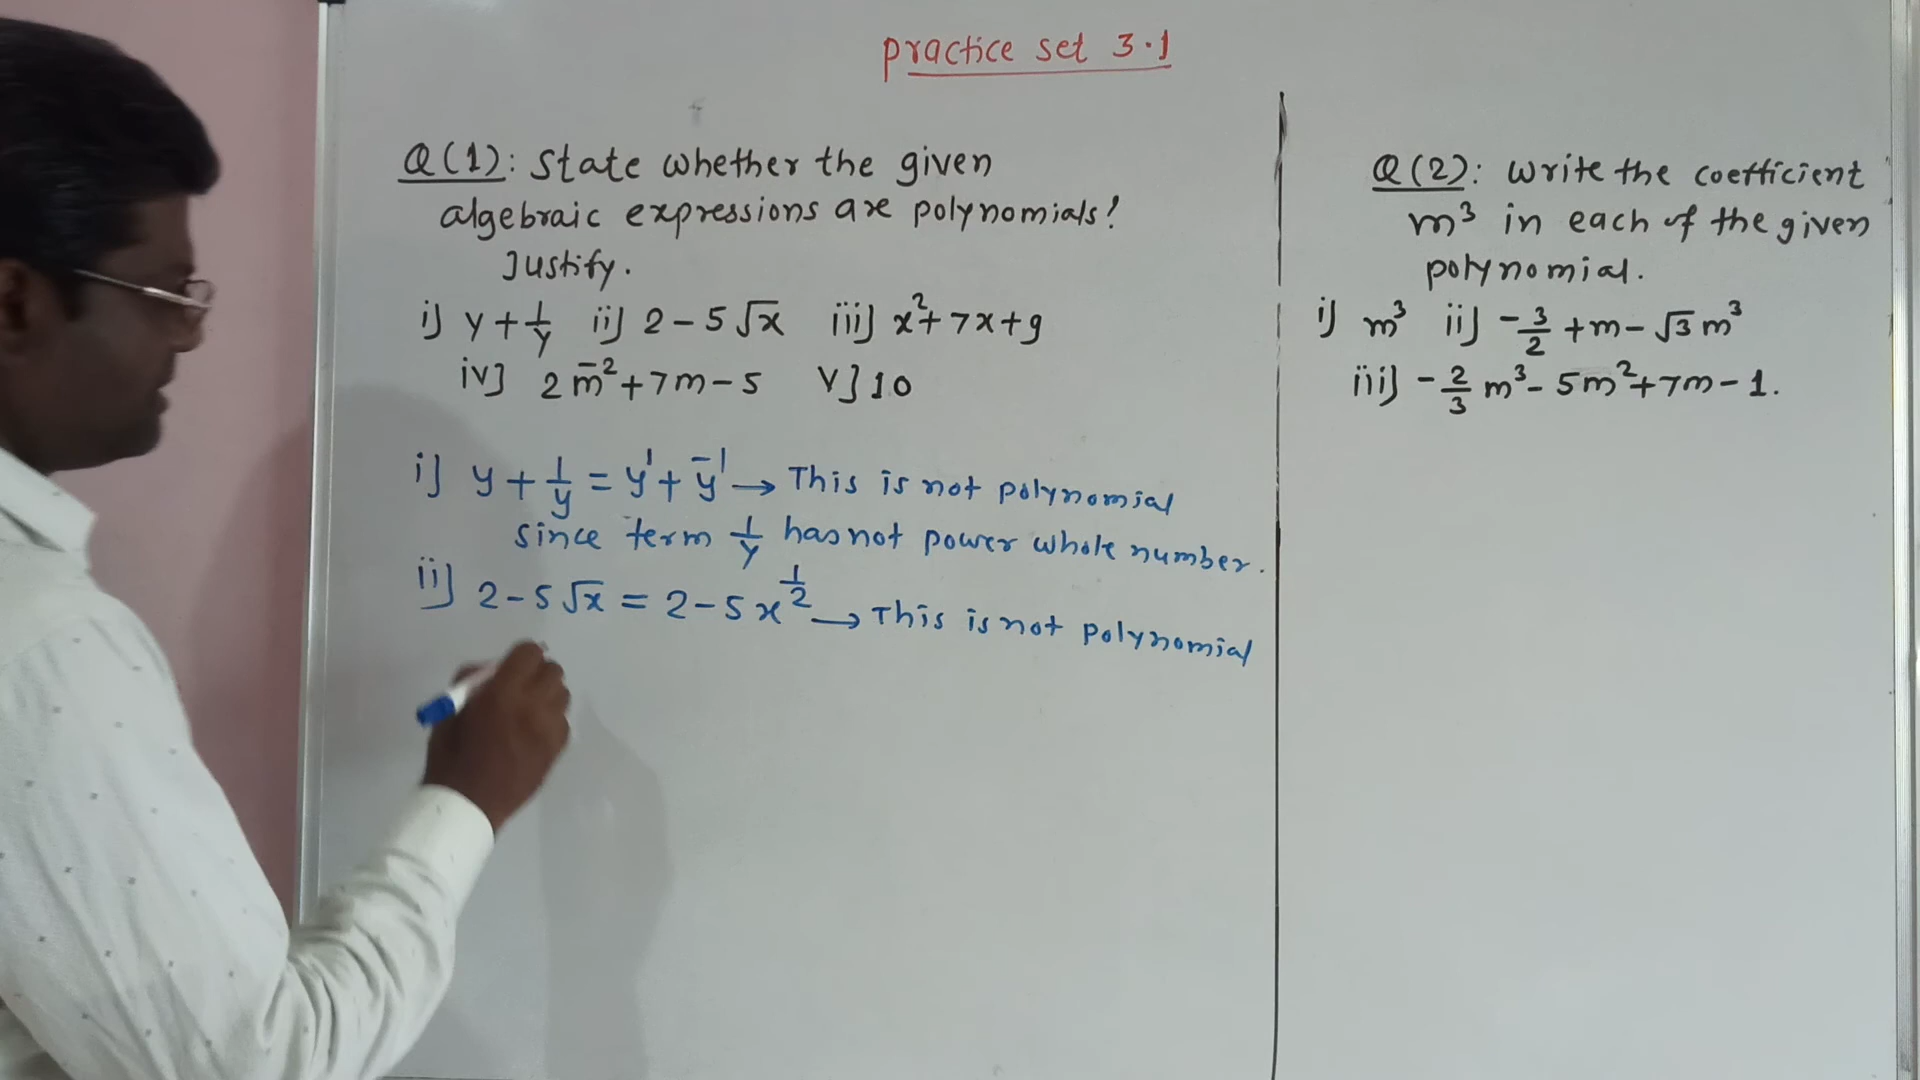 practice set 3.1
Q(1): State whether the given
algebraic expressions are polynomials?
Justify.
i] y + 1/y ii] 2 - 5√x iii] x² + 7x + 9
iv] 2m⁻² + 7m - 5 v] 10
i] y + 1/y = y¹ + y⁻¹ → This is not polynomial
since term 1/y has not power whole number.
ii] 2 - 5√x = 2 - 5x^(1/2) → This is not polynomial
Q(2): Write the coefficient
m³ in each of the given
polynomial.
i] m³ ii] -3/2 + m - √3 m³
iii] -2/3 m³ - 5m² + 7m - 1.